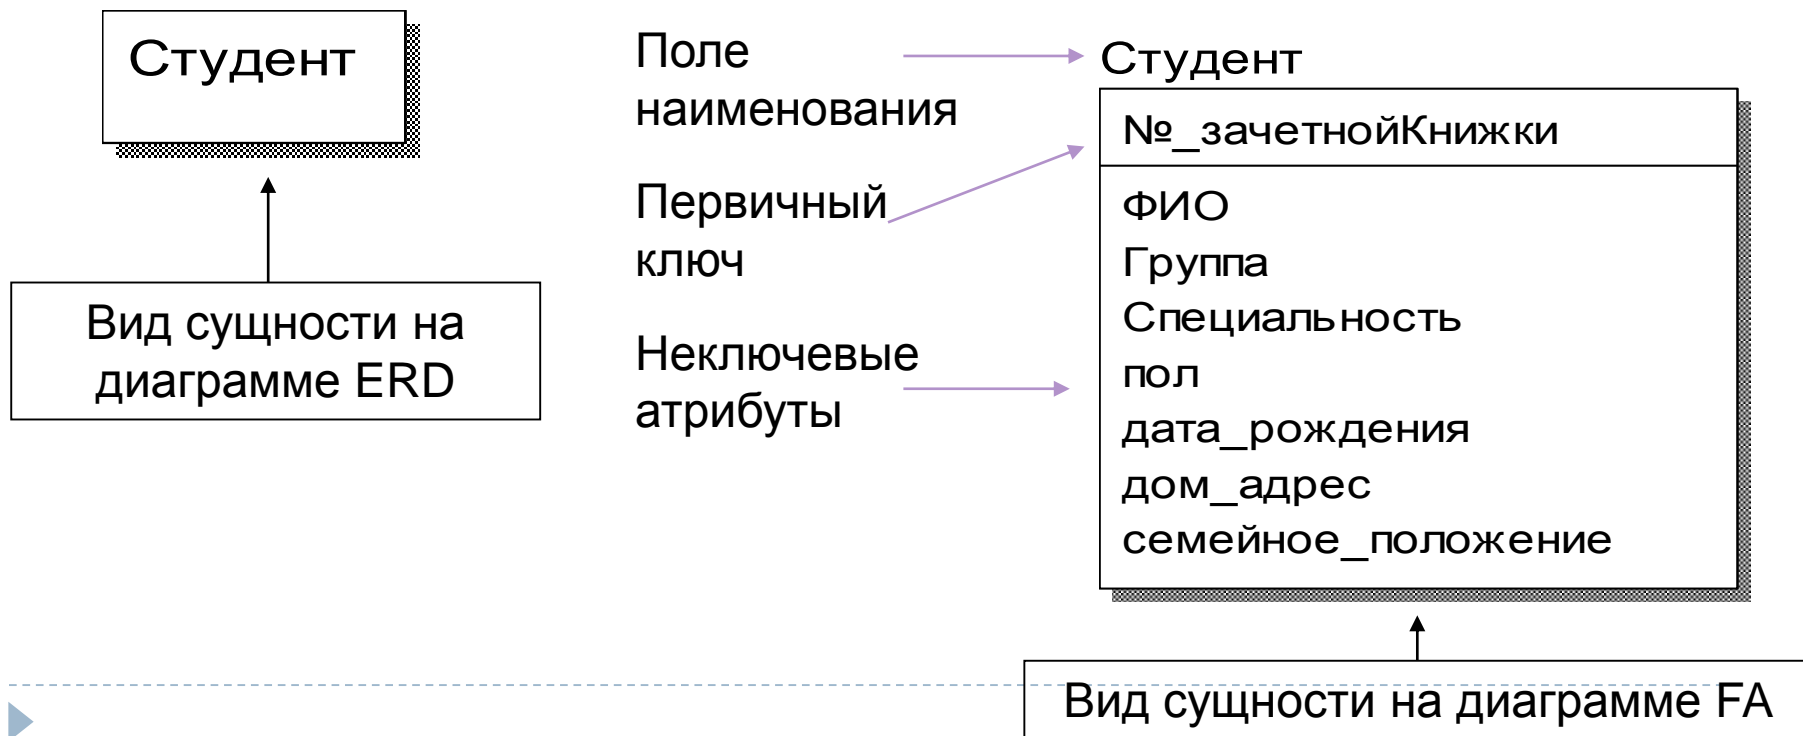 Студент
Вид сущности на
диаграмме ERD
Поле
наименования
Первичный
ключ
Неключевые
атрибуты
Студент
№_зачетнойКнижки
ФИО
Группа
Специальность
пол
дата_рождения
дом_адрес
семейное_положение
Вид сущности на диаграмме FA